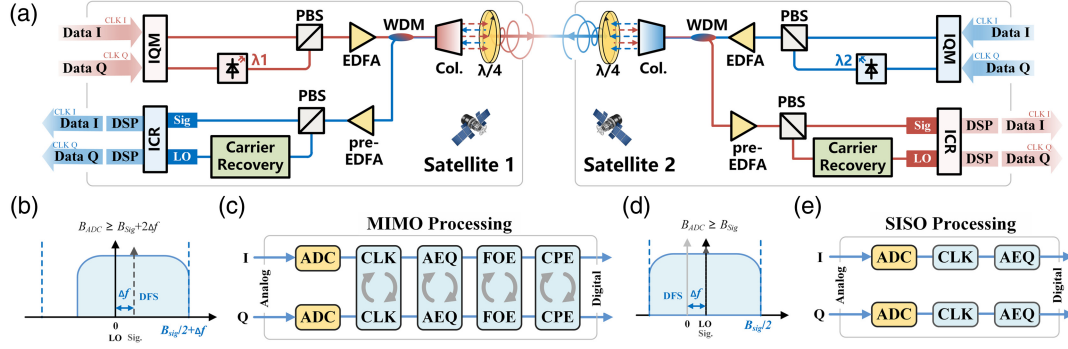 (a)
CLK I
Data I
CLK Q
Data Q
IQM
λ1
PBS
EDFA
WDM
Col.
λ/4
CLK I
Data I
DSP
CLK Q
Data Q
DSP
ICR
Sig
LO
Carrier
Recovery
PBS
pre-
EDFA
Satellite 1
λ/4
Col.
WDM
EDFA
PBS
λ2
IQM
CLK I
Data I
CLK Q
Data Q
Satellite 2
pre-
EDFA
PBS
Carrier
Recovery
Sig
LO
ICR
DSP
CLK I
Data I
DSP
CLK Q
Data Q
(b)
B_ADC ≥ B_Sig+2Δf
Δf
DFS
0
LO
Sig.
B_sig/2+Δf
(c)
MIMO Processing
I
Q
Analog
ADC
CLK
AEQ
FOE
CPE
ADC
CLK
AEQ
FOE
CPE
Digital
(d)
B_ADC ≥ B_Sig
Δf
DFS
0
LO
Sig.
B_sig/2
(e)
SISO Processing
I
Q
Analog
ADC
CLK
AEQ
ADC
CLK
AEQ
Digital